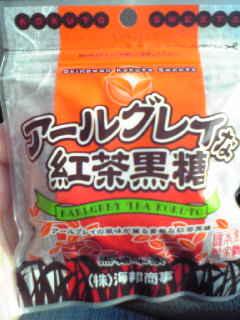 KOKUTO SWEETS
Okinawan Kokuto Sweets
アールグレイな
紅茶黒糖
EARLGREY TEA KOKUTO
アールグレイの風味が薫る素敵な紅茶黒糖
(株)海邦商事